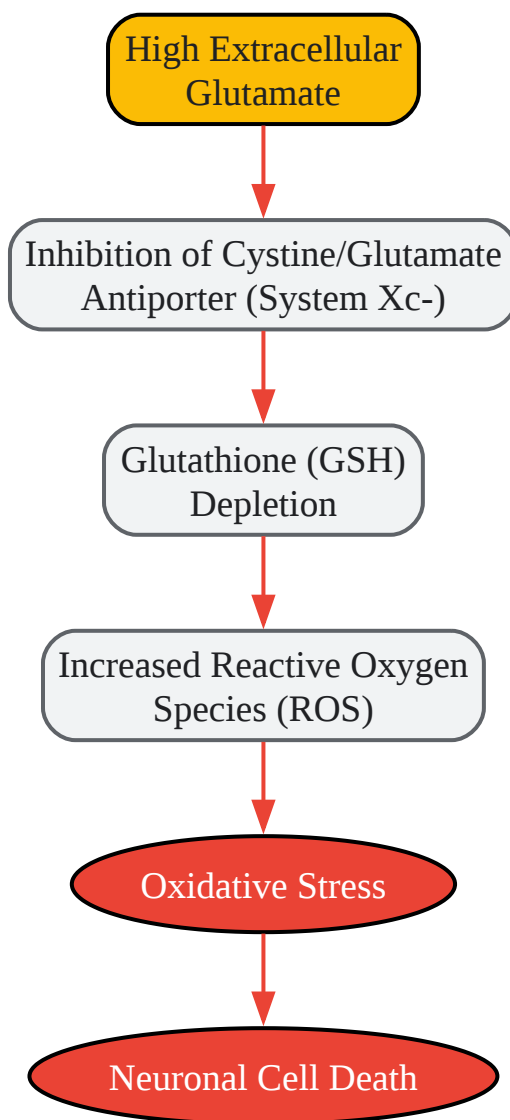 High Extracellular
Glutamate
Inhibition of Cystine/Glutamate
Antiporter (System Xc-)
Glutathione (GSH)
Depletion
Increased Reactive Oxygen
Species (ROS)
Oxidative Stress
Neuronal Cell Death